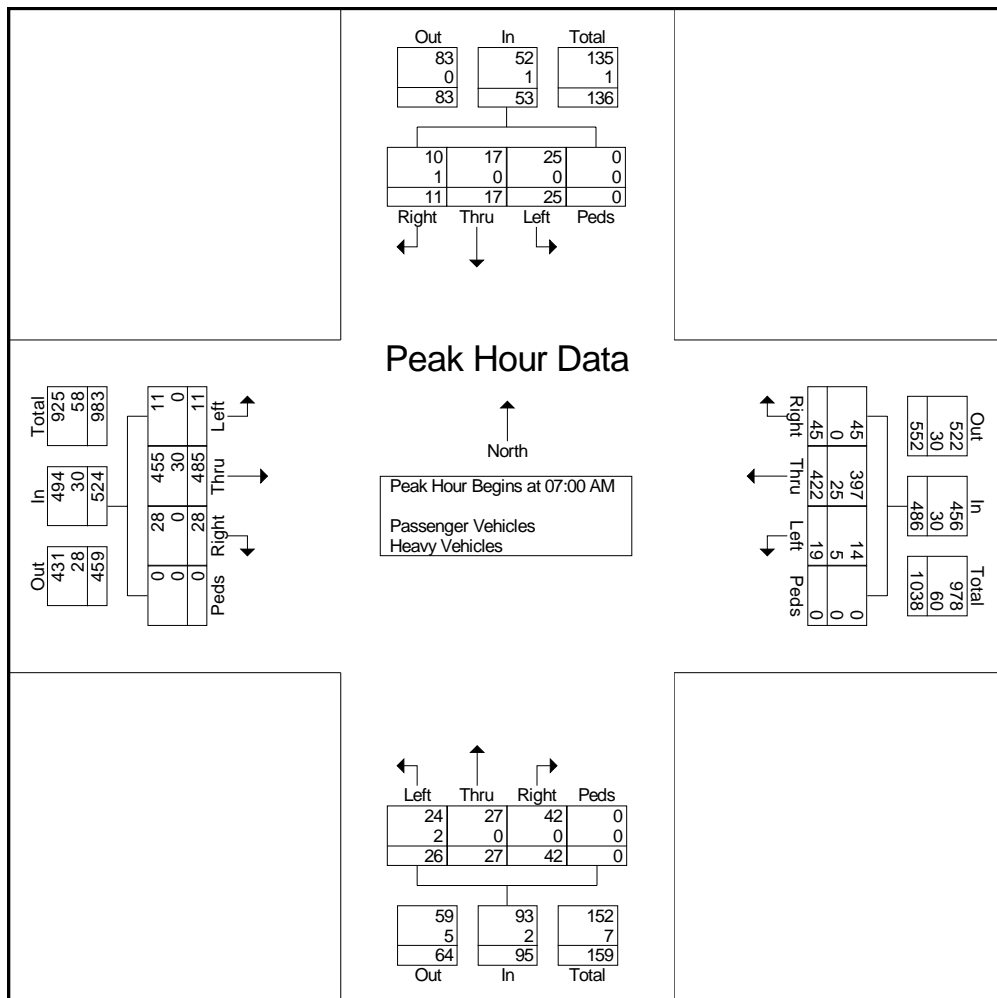 Out In Total
83 52 135
0 1 1
83 53 136
10 17 25 0
1 0 0 0
11 17 25 0
Right Thru Left Peds
Peak Hour Data
North
Peak Hour Begins at 07:00 AM
Passenger Vehicles
Heavy Vehicles
Total In Out
925 494 431
58 30 28
983 524 459
11 455 28 0
0 30 0 0
11 485 28 0
Left Thru Right Peds
Out In Total
522 456 978
30 30 60
552 486 1038
45 397 14 0
0 25 5 0
45 422 19 0
Right Thru Left Peds
Left Thru Right Peds
24 27 42 0
2 0 0 0
26 27 42 0
59 93 152
5 2 7
64 95 159
Out In Total